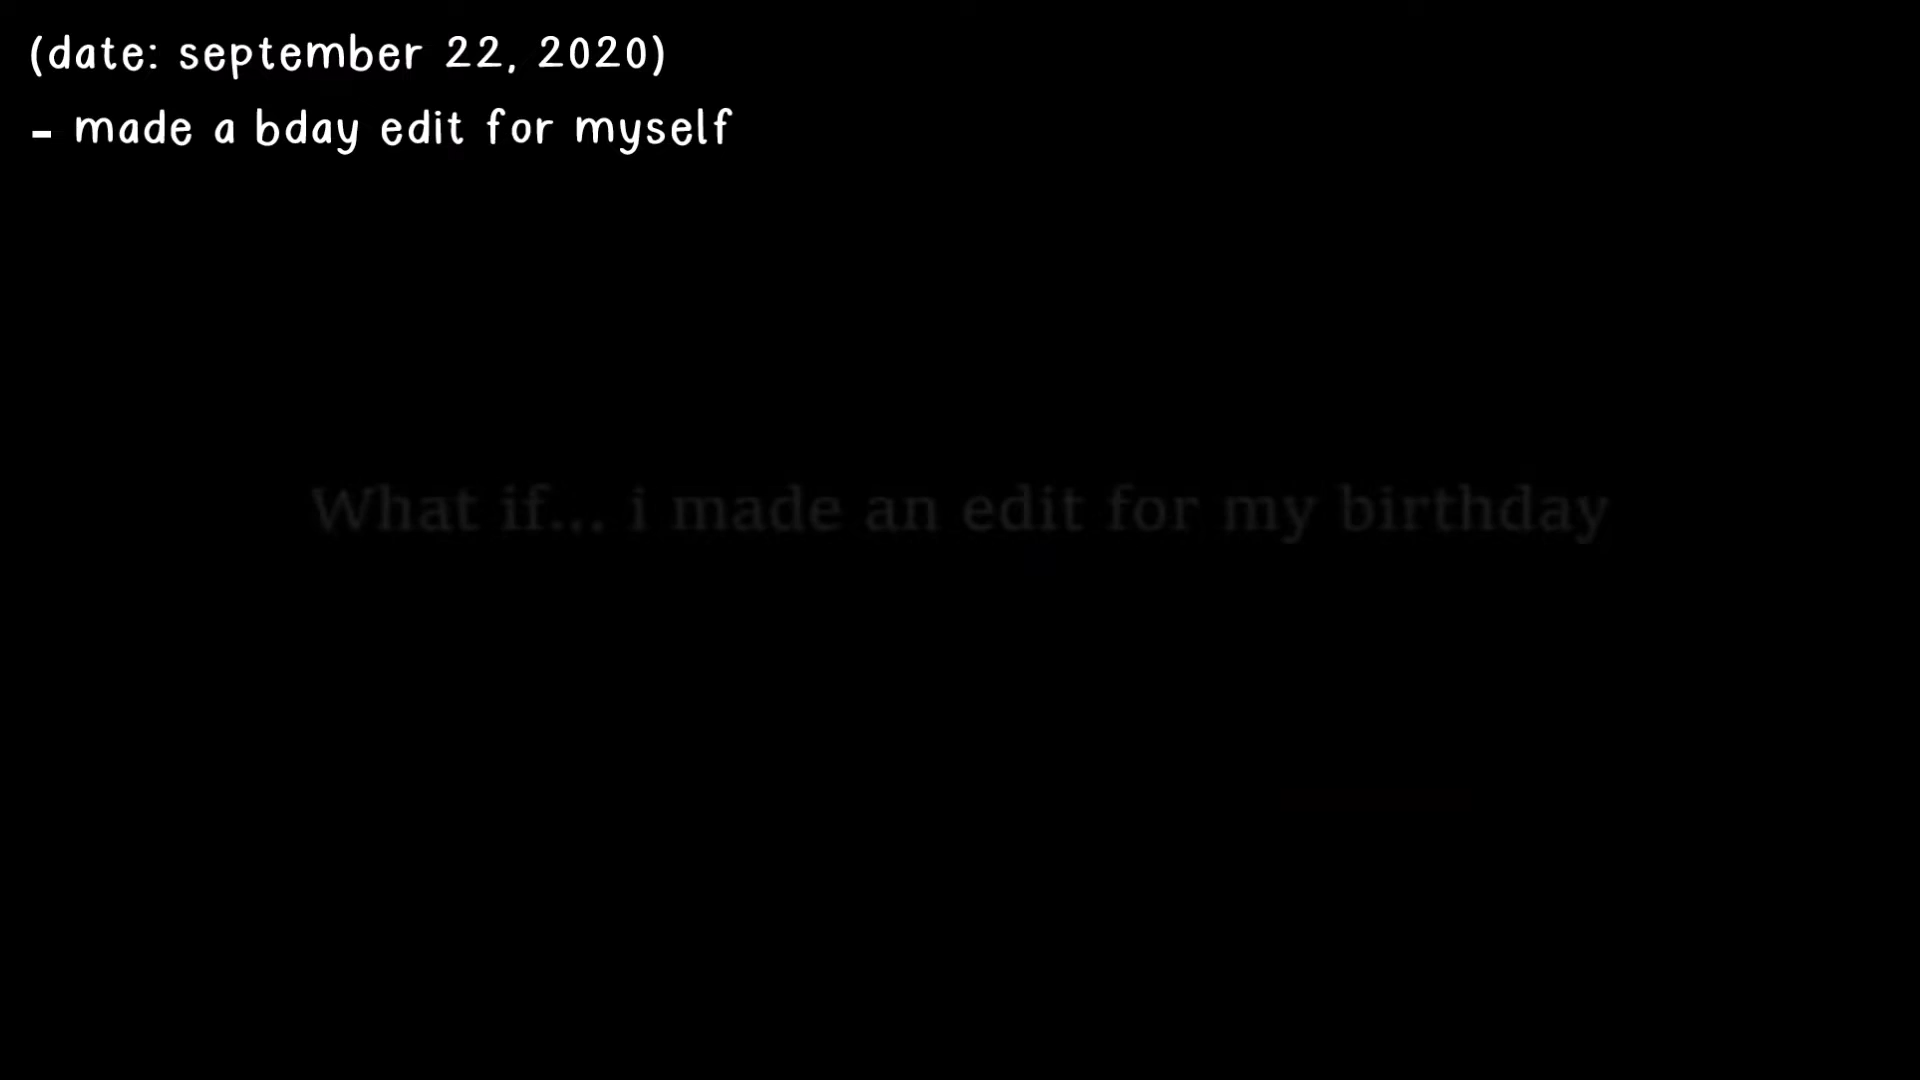 (date: september 22, 2020)
- made a bday edit for myself
What if... i made an edit for my birthday